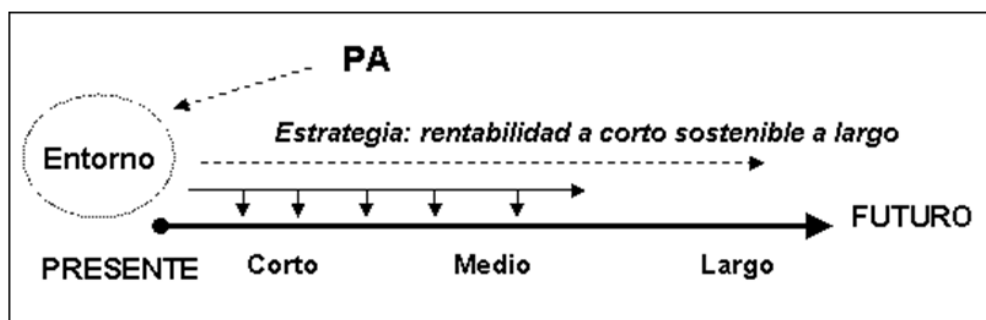 PA
Estrategia: rentabilidad a corto sostenible a largo
Entorno
FUTURO
PRESENTE Corto Medio Largo